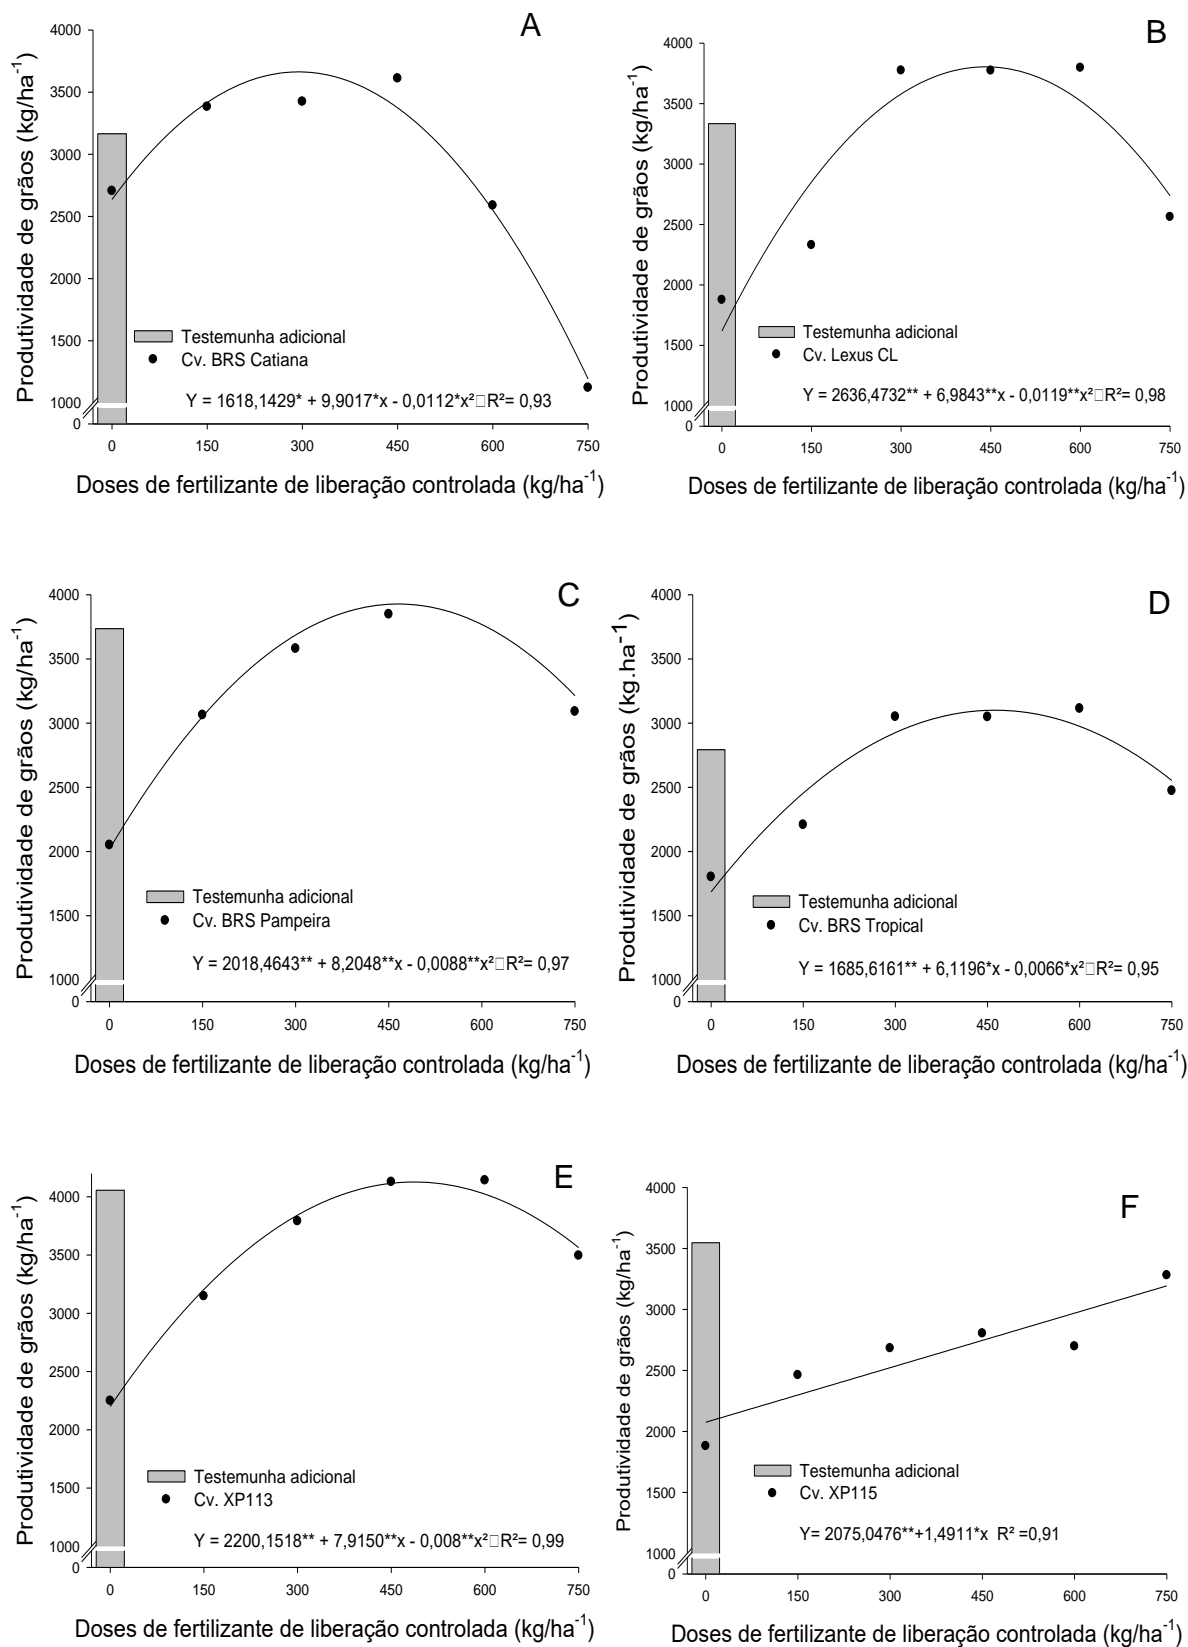 A
Produtividade de grãos (kg/ha⁻¹)
4000
3500
3000
2500
2000
1500
1000
0
Testemunha adicional
Cv. BRS Catiana
Y = 1618,1429* + 9,9017*x - 0,0112*x²□R²= 0,93
0 150 300 450 600 750
Doses de fertilizante de liberação controlada (kg/ha⁻¹)
B
Produtividade de grãos (kg/ha⁻¹)
4000
3500
3000
2500
2000
1500
1000
0
Testemunha adicional
Cv. Lexus CL
Y = 2636,4732** + 6,9843**x - 0,0119**x²□R²= 0,98
0 150 300 450 600 750
Doses de fertilizante de liberação controlada (kg/ha⁻¹)
C
Produtividade de grãos (kg/ha⁻¹)
4000
3500
3000
2500
2000
1500
1000
0
Testemunha adicional
Cv. BRS Pampeira
Y = 2018,4643** + 8,2048**x - 0,0088**x²□R²= 0,97
0 150 300 450 600 750
Doses de fertilizante de liberação controlada (kg/ha⁻¹)
D
Produtividade de grãos (kg.ha⁻¹)
4000
3500
3000
2500
2000
1500
1000
0
Testemunha adicional
Cv. BRS Tropical
Y = 1685,6161** + 6,1196*x - 0,0066*x²□R²= 0,95
0 150 300 450 600 750
Doses de fertilizante de liberação controlada (kg/ha⁻¹)
E
Produtividade de grãos (kg/ha⁻¹)
4000
3500
3000
2500
2000
1500
1000
0
Testemunha adicional
Cv. XP113
Y = 2200,1518** + 7,9150**x - 0,008**x²□R²= 0,99
0 150 300 450 600 750
Doses de fertilizante de liberação controlada (kg/ha⁻¹)
F
Produtividade de grãos (kg/ha⁻¹)
4000
3500
3000
2500
2000
1500
1000
0
Testemunha adicional
Cv. XP115
Y= 2075,0476**+1,4911*x R² =0,91
0 150 300 450 600 750
Doses de fertilizante de liberação controlada (kg/ha⁻¹)